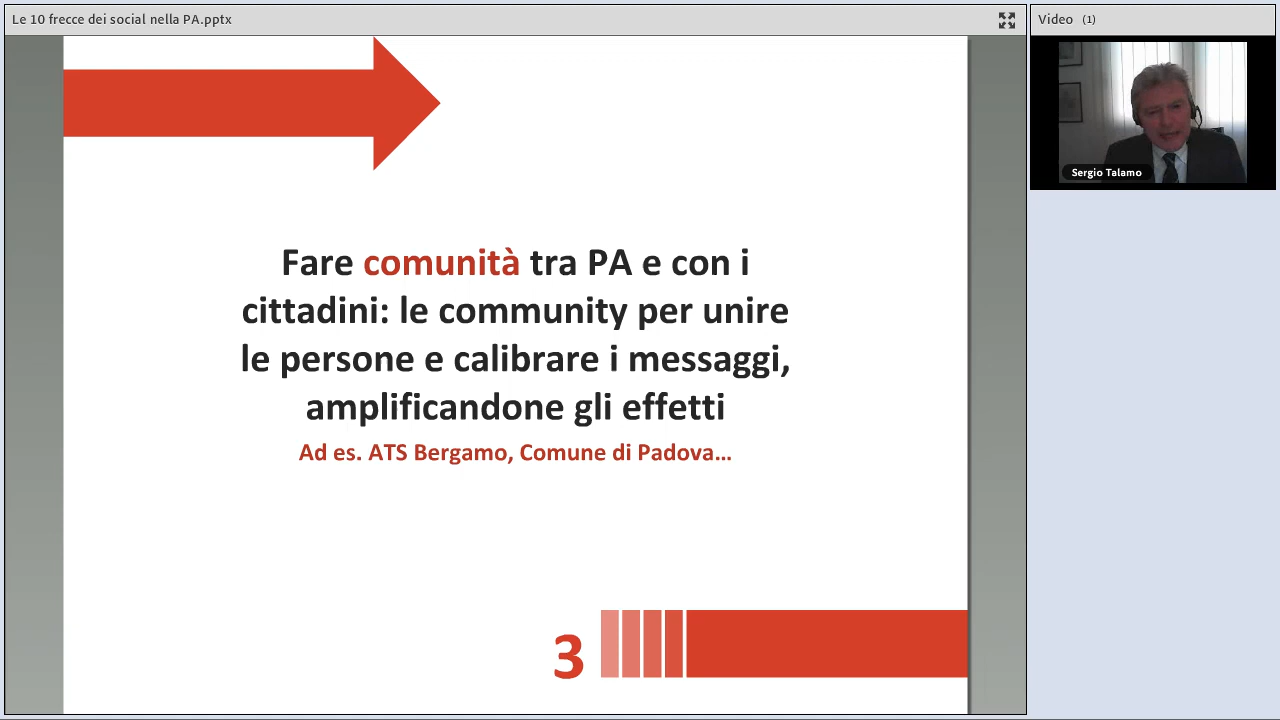 Le 10 frecce dei social nella PA.pptx
Video (1)
Sergio Talamo
Fare comunità tra PA e con i
cittadini: le community per unire
le persone e calibrare i messaggi,
amplificandone gli effetti
Ad es. ATS Bergamo, Comune di Padova…
3